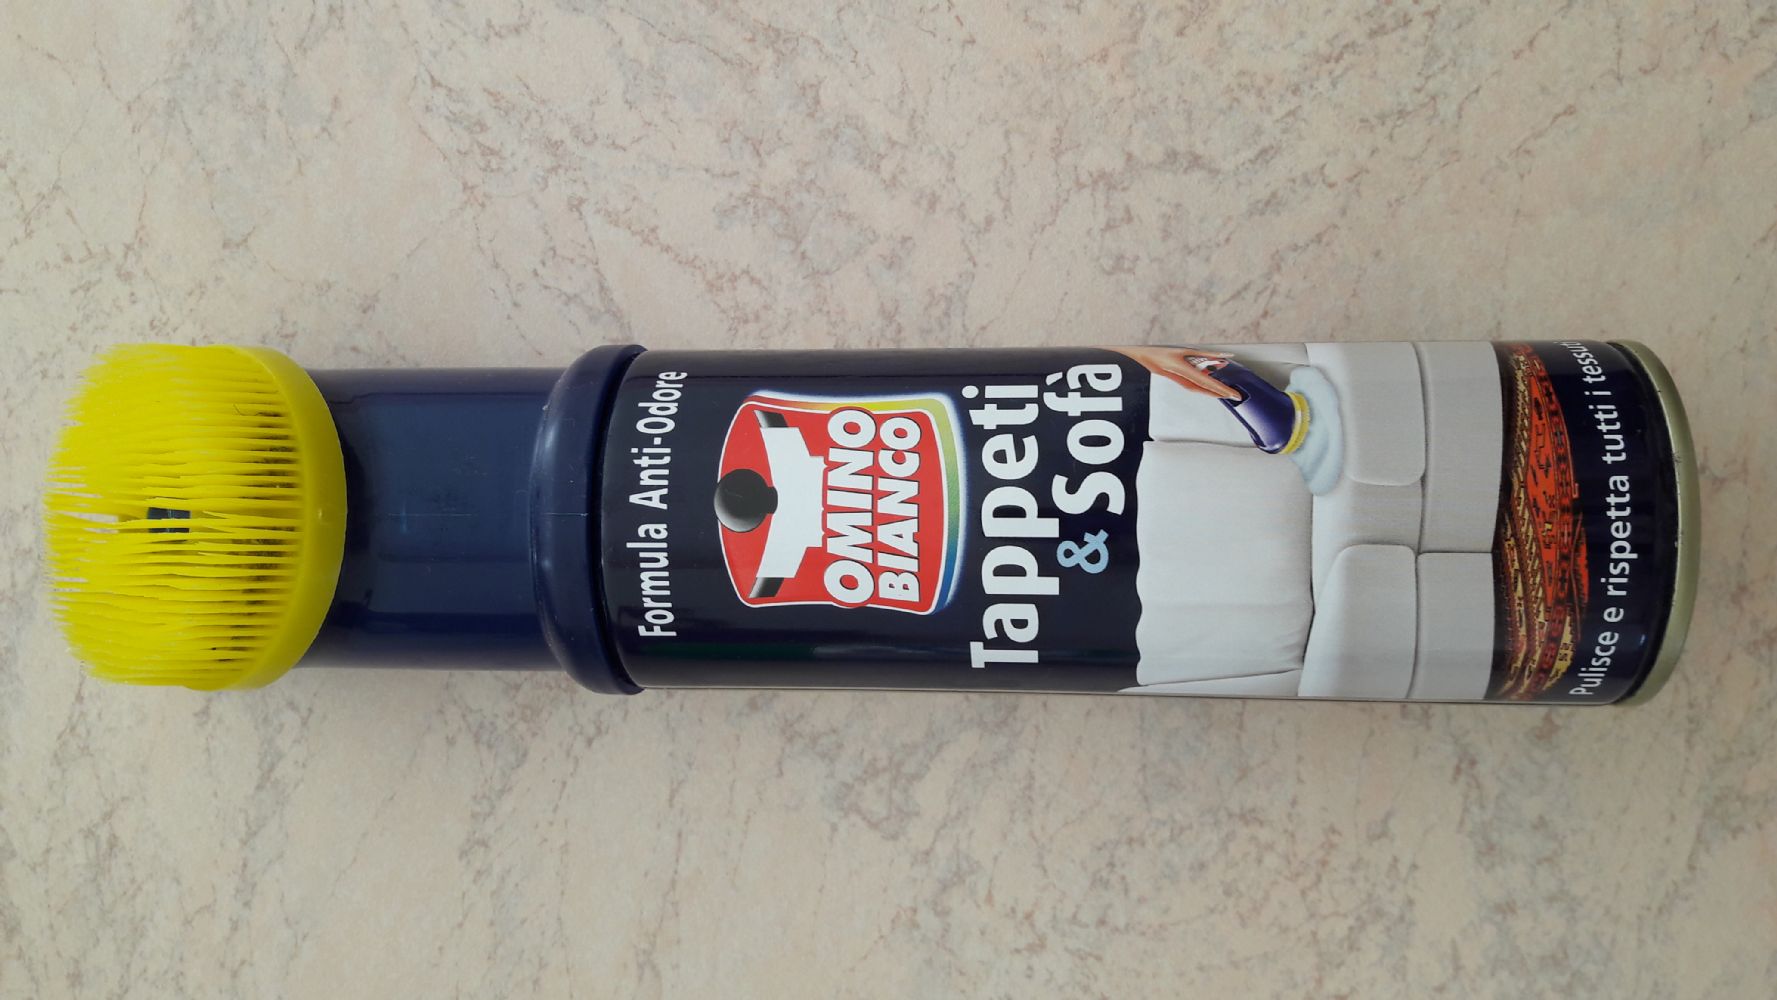 Formula Anti-Odore
OMINO
BIANCO
Tappeti
& Sofà
Pulisce e rispetta tutti i tessuti